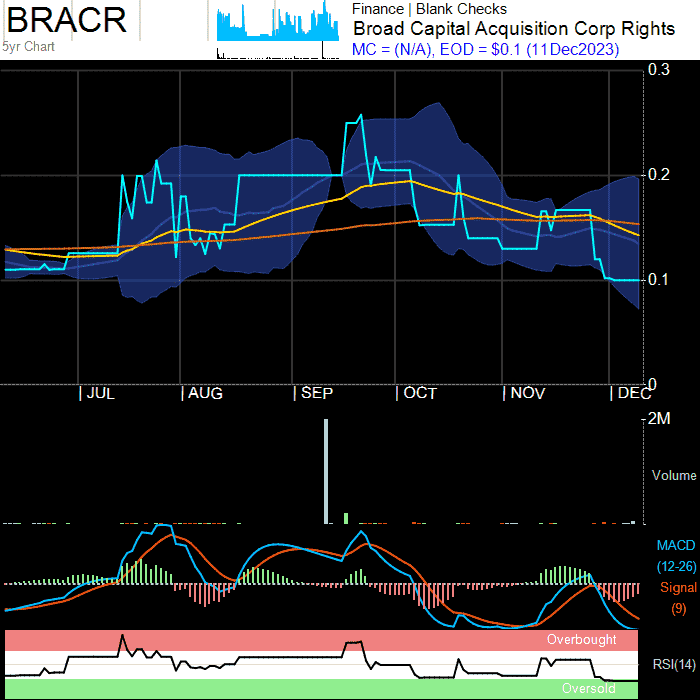 BRACR
5yr Chart
Finance | Blank Checks
Broad Capital Acquisition Corp Rights
MC = (N/A), EOD = $0.1 (11Dec2023)
0.3
0.2
0.1
0
| JUL | AUG | SEP | OCT | NOV | DEC
2M
Volume
MACD
(12-26)
Signal
(9)
Overbought
RSI(14)
Oversold